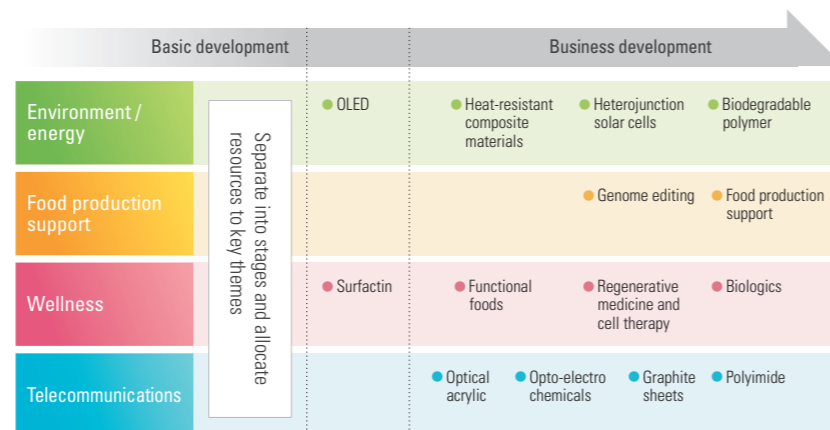 Basic development
Business development
Environment /
energy
Separate into stages and allocate
resources to key themes
OLED
Heat-resistant
composite
materials
Heterojunction
solar cells
Biodegradable
polymer
Food production
support
Genome editing
Food production
support
Wellness
Surfactin
Functional
foods
Regenerative
medicine and
cell therapy
Biologics
Telecommunications
Optical
acrylic
Opto-electro
chemicals
Graphite
sheets
Polyimide